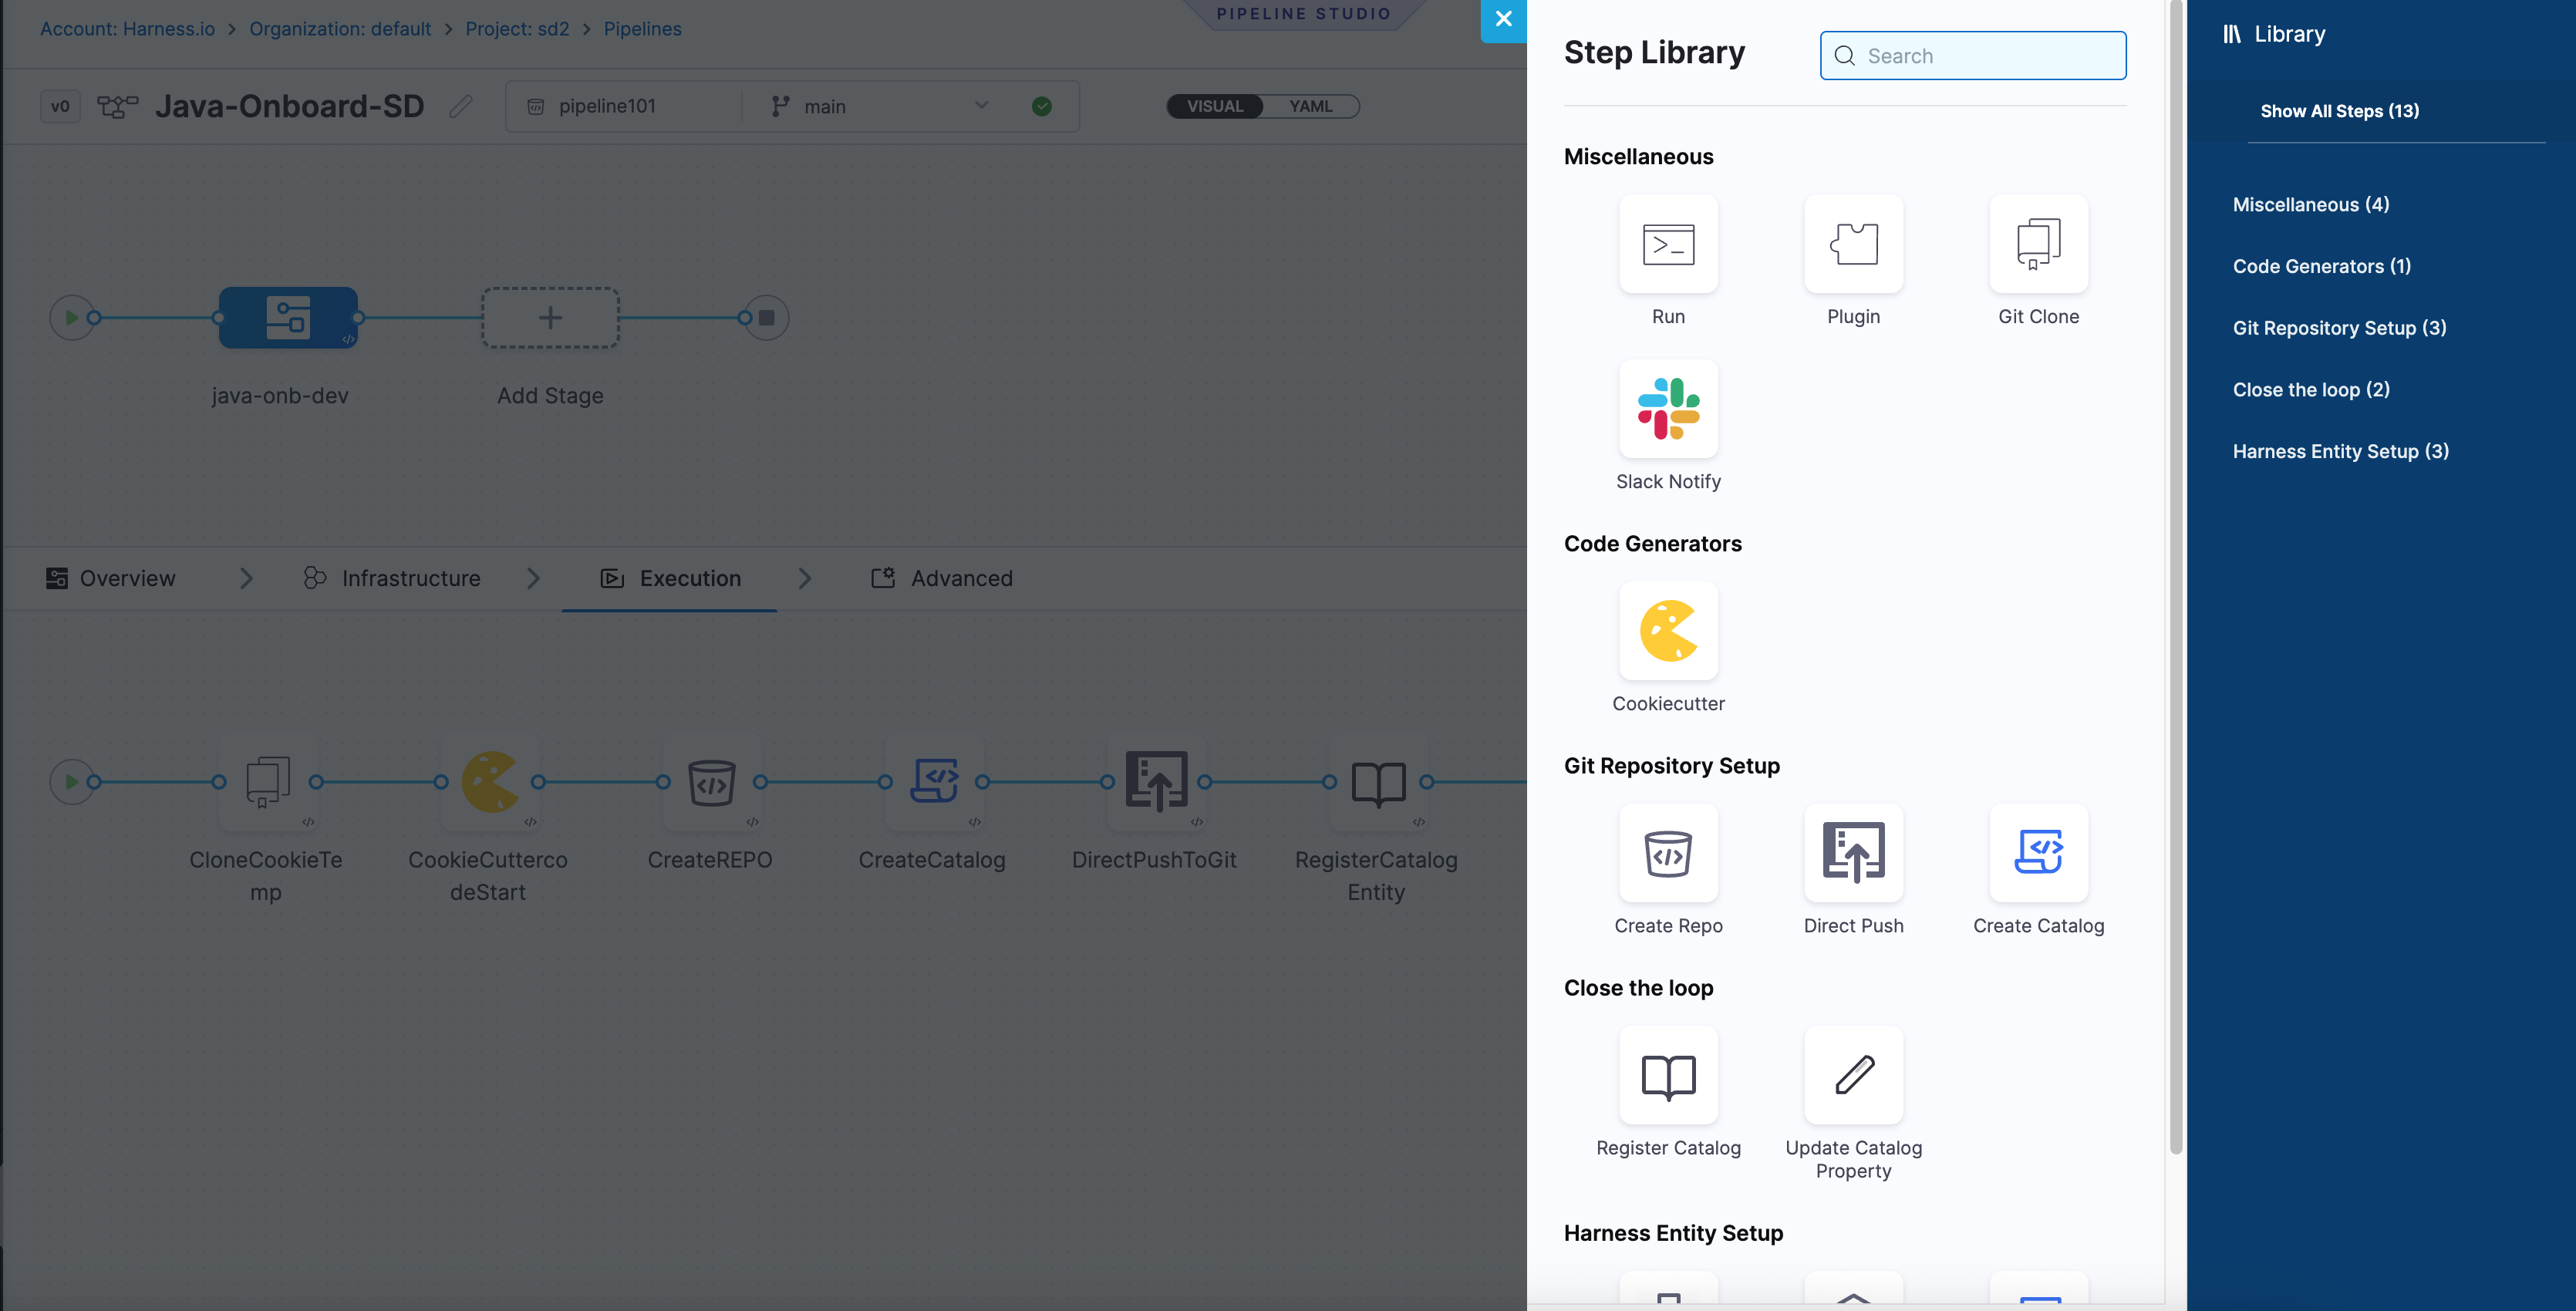 Account: Harness.io > Organization: default > Project: sd2 > Pipelines
PIPELINE STUDIO
v0 Java-Onboard-SD
pipeline101
main
VISUAL YAML
java-onb-dev
Add Stage
Overview > Infrastructure > Execution > Advanced
CloneCookieTe
mp
CookieCutterco
deStart
CreateREPO
CreateCatalog
DirectPushToGit
RegisterCatalog
Entity
Step Library
Search
Miscellaneous
Run
Plugin
Git Clone
Slack Notify
Code Generators
Cookiecutter
Git Repository Setup
Create Repo
Direct Push
Create Catalog
Close the loop
Register Catalog
Update Catalog
Property
Harness Entity Setup
Library
Show All Steps (13)
Miscellaneous (4)
Code Generators (1)
Git Repository Setup (3)
Close the loop (2)
Harness Entity Setup (3)